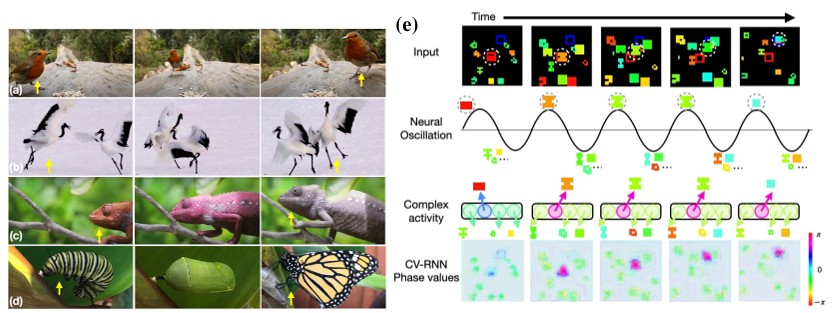 (a)
(b)
(c)
(d)
(e)
Time
Input
Neural
Oscillation
Complex
activity
CV-RNN
Phase values
π
0
−π